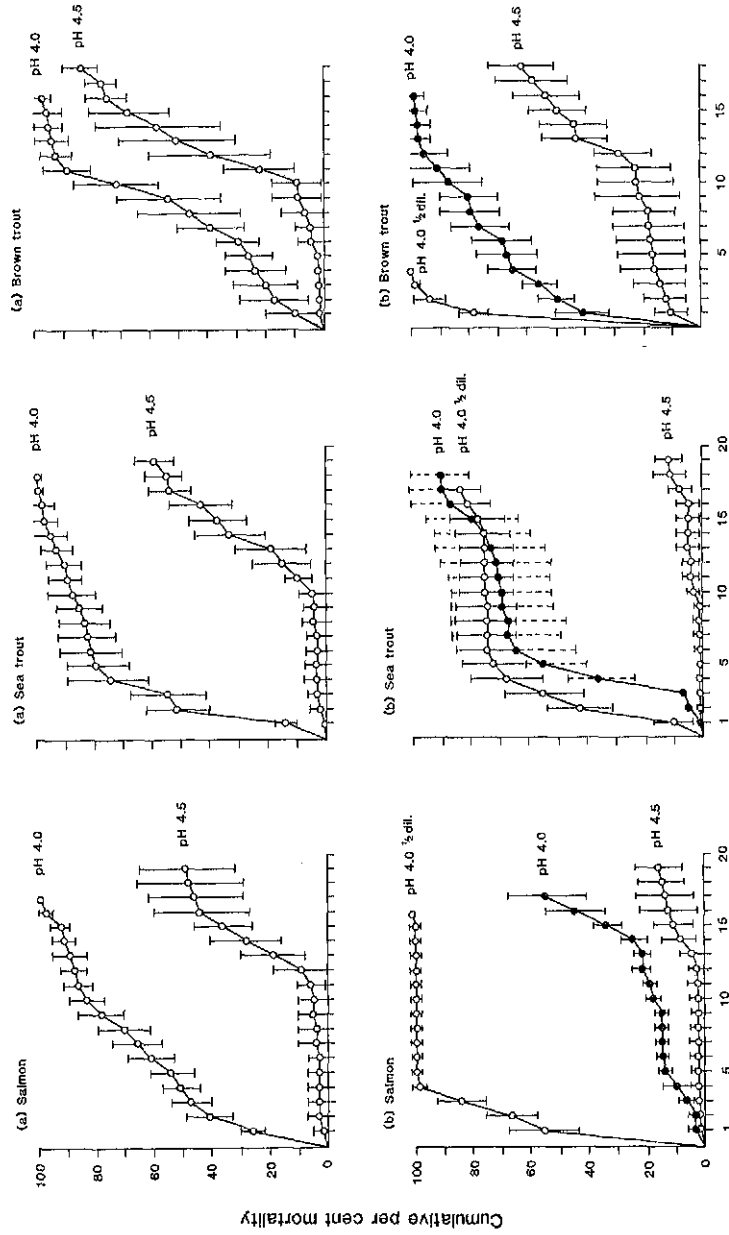 Cumulative per cent mortality
(a) Salmon
pH 4.0
pH 4.5
100
80
60
40
20
0
(a) Sea trout
pH 4.0
pH 4.5
(a) Brown trout
pH 4.0
pH 4.5
(b) Salmon
pH 4.0 ½ dil.
pH 4.0
pH 4.5
100
80
60
40
20
0
1
5
10
15
20
(b) Sea trout
pH 4.0
pH 4.0 ½ dil.
pH 4.5
1
5
10
15
20
(b) Brown trout
pH 4.0
pH 4.0 ½ dil.
pH 4.5
1
5
10
15